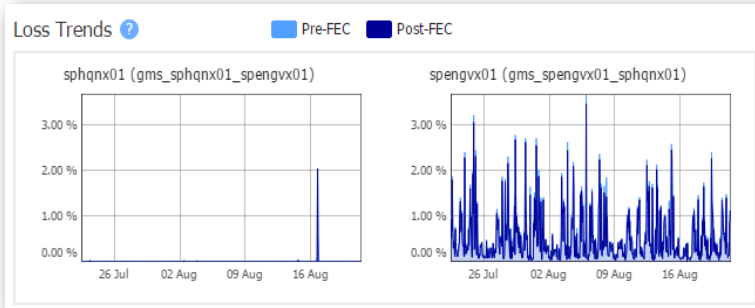 Loss Trends ?
Pre-FEC Post-FEC
sphqnx01 (gms_sphqnx01_spengvx01)
3.00 %
2.00 %
1.00 %
0.00 %
26 Jul 02 Aug 09 Aug 16 Aug
spengvx01 (gms_spengvx01_sphqnx01)
3.00 %
2.00 %
1.00 %
0.00 %
26 Jul 02 Aug 09 Aug 16 Aug